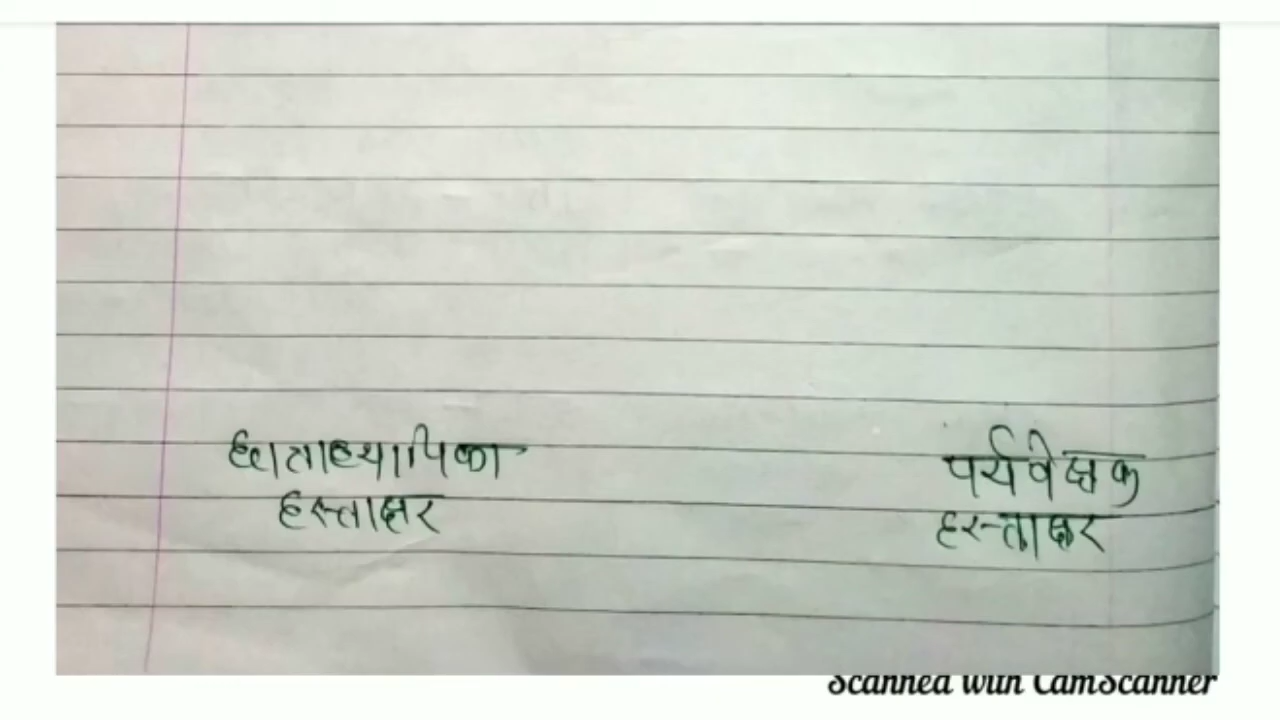 छात्राध्यापिका
हस्ताक्षर
पर्यवेक्षक
हस्ताक्षर
Scanned with CamScanner